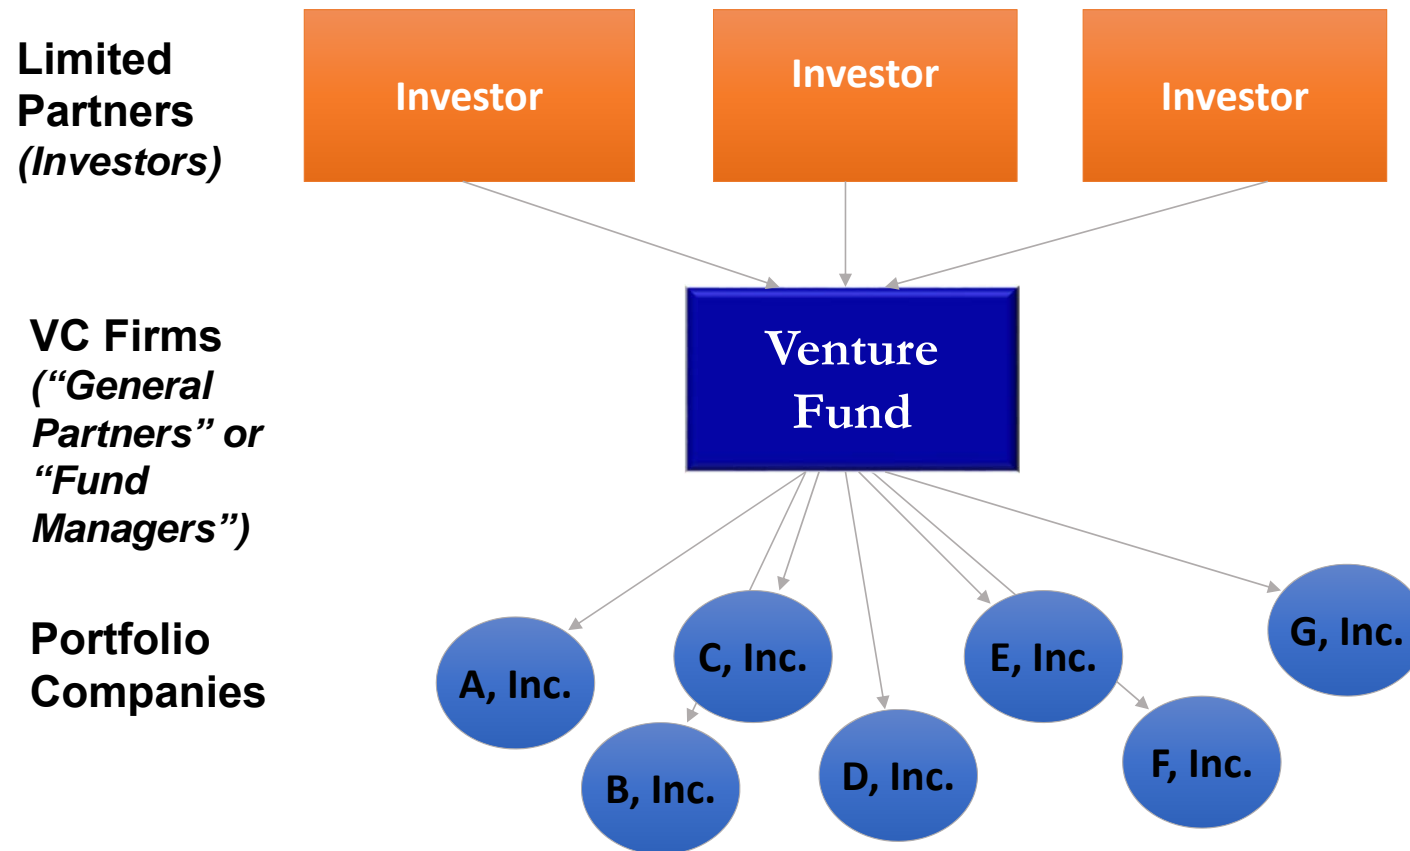 Limited
Partners
(Investors)
Investor
Investor
Investor
VC Firms
(“General
Partners” or
“Fund
Managers”)
Venture
Fund
Portfolio
Companies
A, Inc.
B, Inc.
C, Inc.
D, Inc.
E, Inc.
F, Inc.
G, Inc.